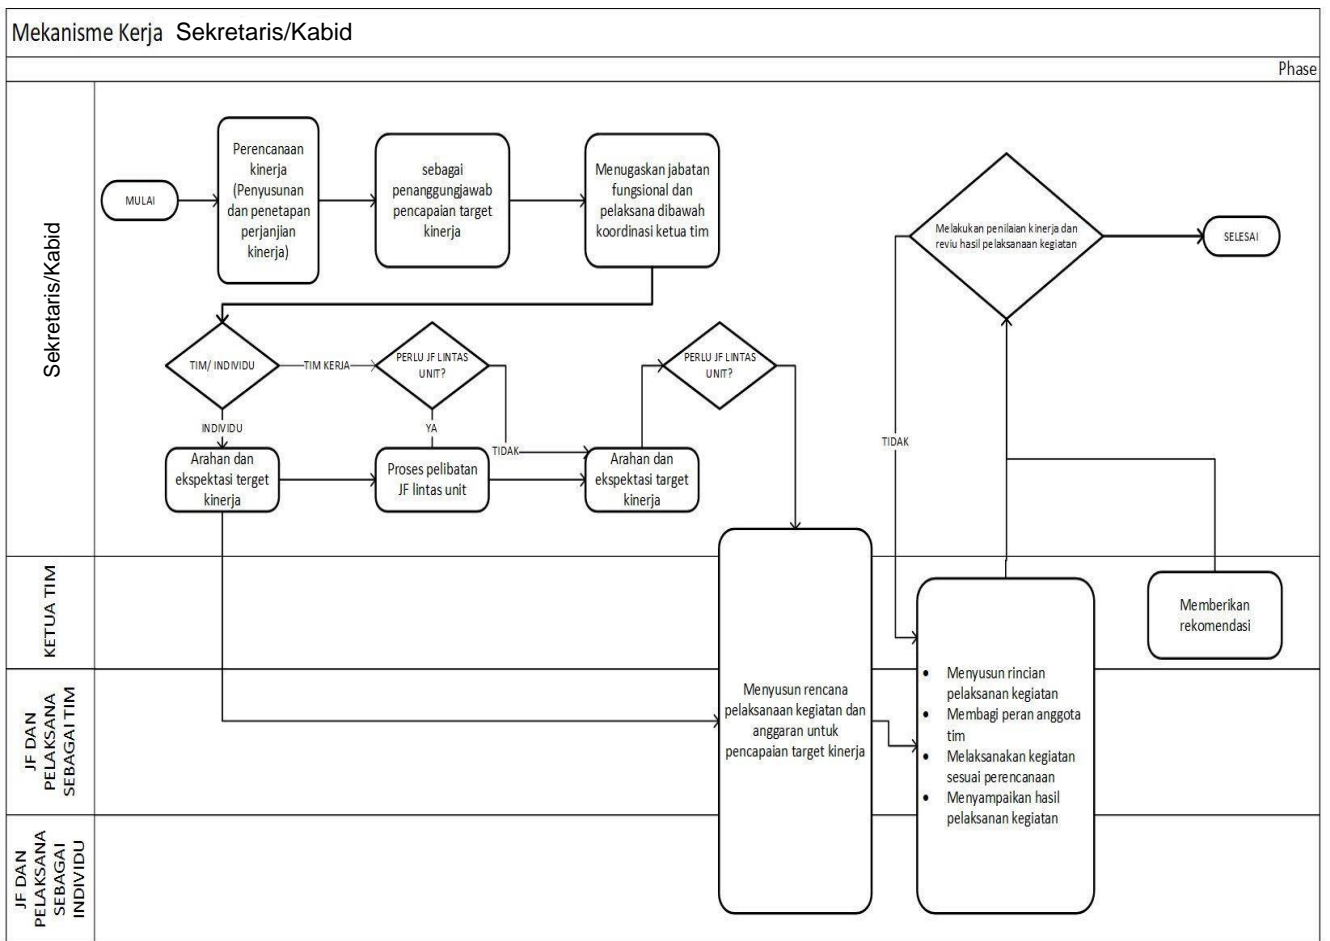 Mekanisme Kerja Sekretaris/Kabid
Phase
Sekretaris/Kabid
MULAI
Perencanaan
kinerja
(Penyusunan
dan penetapan
perjanjian
kinerja)
sebagai
penanggungjawab
pencapaian target
kinerja
Menugaskan jabatan
fungsional dan
pelaksana dibawah
koordinasi ketua tim
Melakukan penilaian kinerja dan
reviu hasil pelaksanaan kegiatan
SELESAI
TIM/ INDIVIDU
TIM KERJA
PERLU JF LINTAS
UNIT?
PERLU JF LINTAS
UNIT?
INDIVIDU
YA
TIDAK
TIDAK
Arahan dan
ekspektasi terget
kinerja
Proses pelibatan
JF lintas unit
Arahan dan
ekspektasi target
kinerja
KETUA TIM
Memberikan
rekomendasi
JF DAN
PELAKSANA
SEBAGAI TIM
Menyusun rencana
pelaksanaan kegiatan dan
anggaran untuk
pencapaian target kinerja
• Menyusun rincian
pelaksanan kegiatan
• Membagi peran anggota
tim
• Melaksanakan kegiatan
sesuai perencanaan
• Menyampaikan hasil
pelaksanan kegiatan
JF DAN
PELAKSANA
SEBAGAI
INDIVIDU